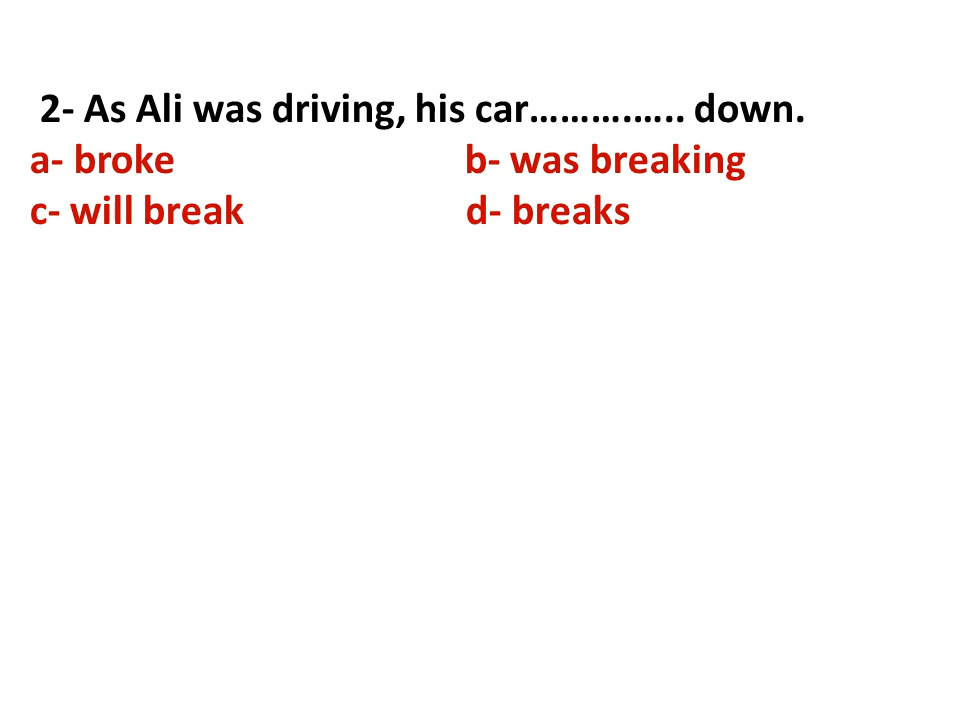 2- As Ali was driving, his car………..….. down.
a- broke b- was breaking
c- will break d- breaks